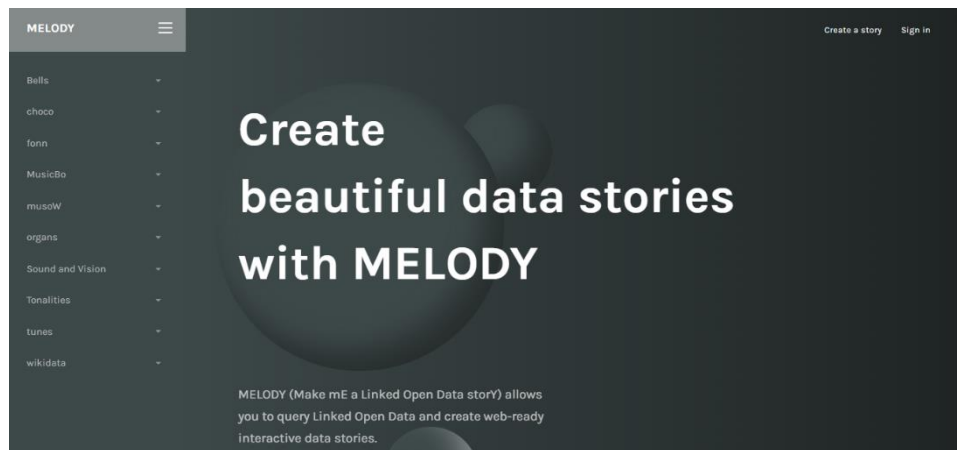 MELODY
Create a story
Sign in
Bells
choco
fonn
MusicBo
musoW
organs
Sound and Vision
Tonalities
tunes
wikidata
Create
beautiful data stories
with MELODY
MELODY (Make mE a Linked Open Data storY) allows
you to query Linked Open Data and create web-ready
interactive data stories.